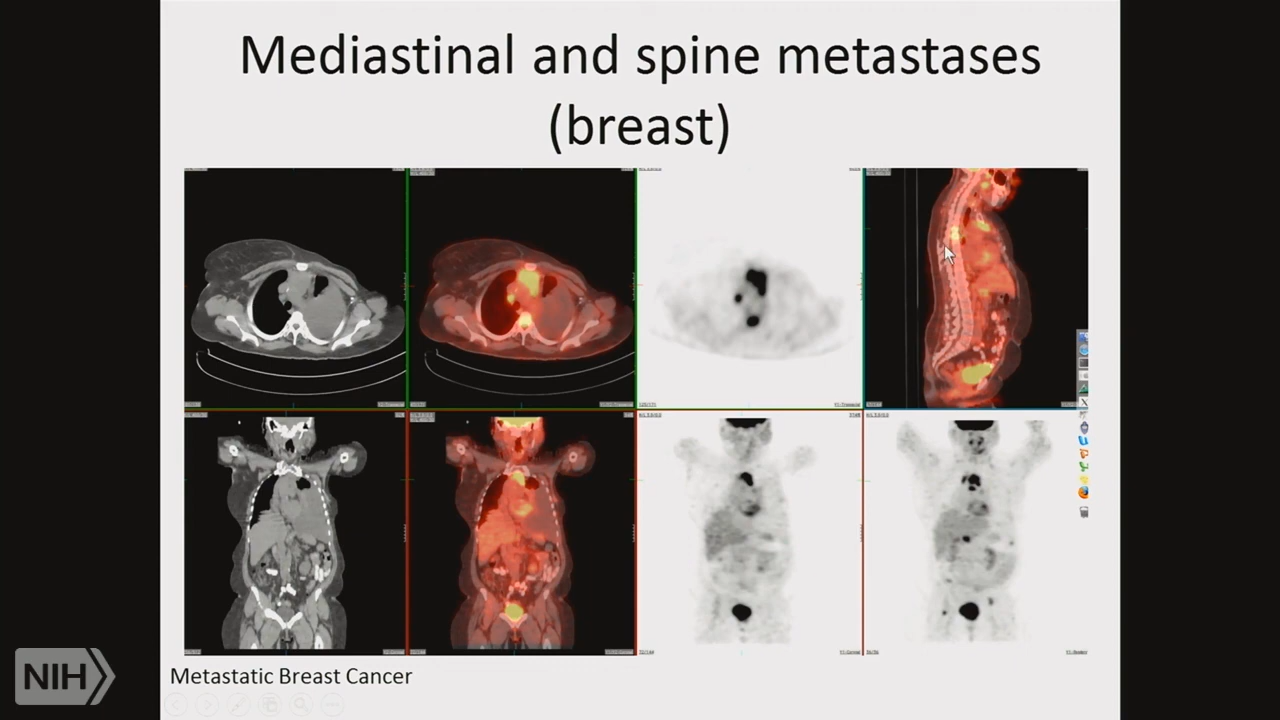 Mediastinal and spine metastases
(breast)
NIH
Metastatic Breast Cancer